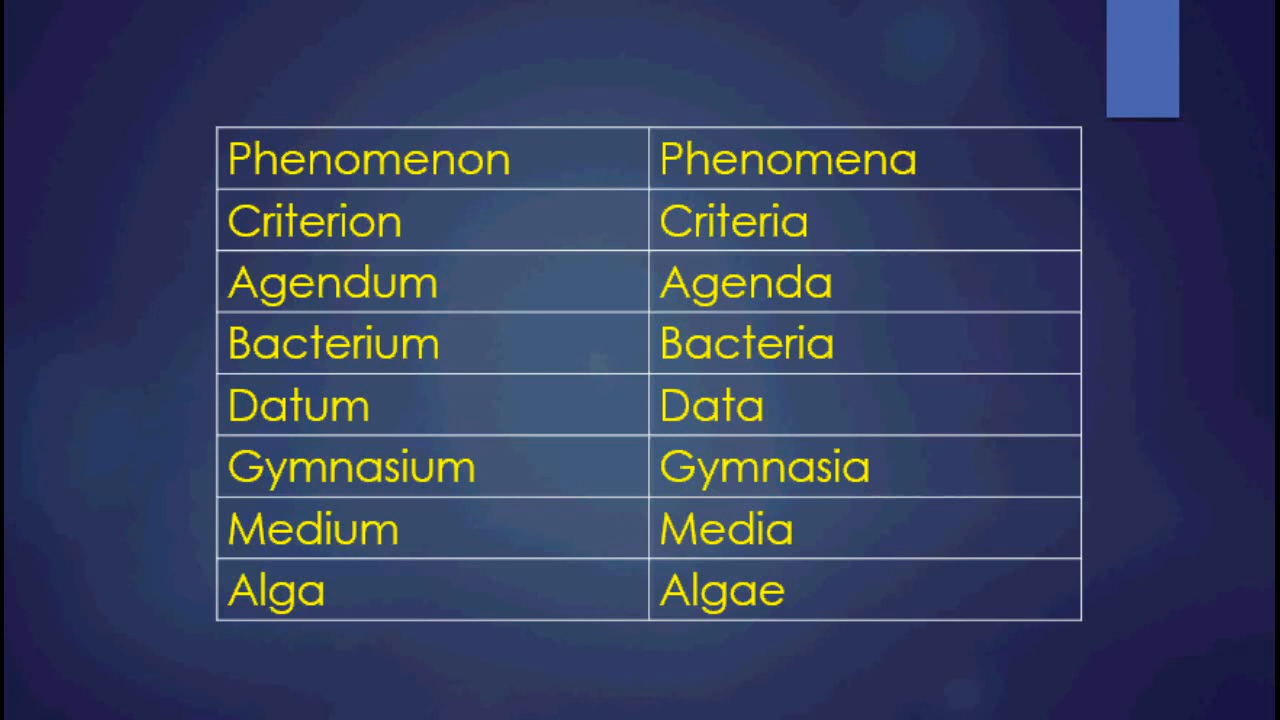 Phenomenon Phenomena
Criterion Criteria
Agendum Agenda
Bacterium Bacteria
Datum Data
Gymnasium Gymnasia
Medium Media
Alga Algae